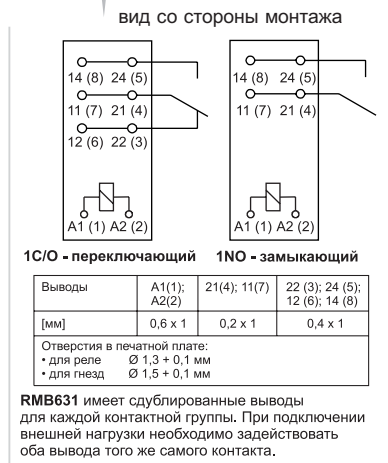 вид со стороны монтажа
14 (8) 24 (5) 14 (8) 24 (5)
11 (7) 21 (4) 11 (7) 21 (4)
12 (6) 22 (3)
A1 (1) A2 (2) A1 (1) A2 (2)
1C/O - переключающий 1NO - замыкающий
Выводы A1(1); 21(4); 11(7) 22 (3); 24 (5);
A2(2) 12 (6); 14 (8)
[мм] 0,6 x 1 0,2 x 1 0,4 x 1
Отверстия в печатной плате:
• для реле Ø 1,3 + 0,1 мм
• для гнезд Ø 1,5 + 0,1 мм
RMB631 имеет сдублированные выводы
для каждой контактной группы. При подключении
внешней нагрузки необходимо задействовать
оба вывода того же самого контакта.